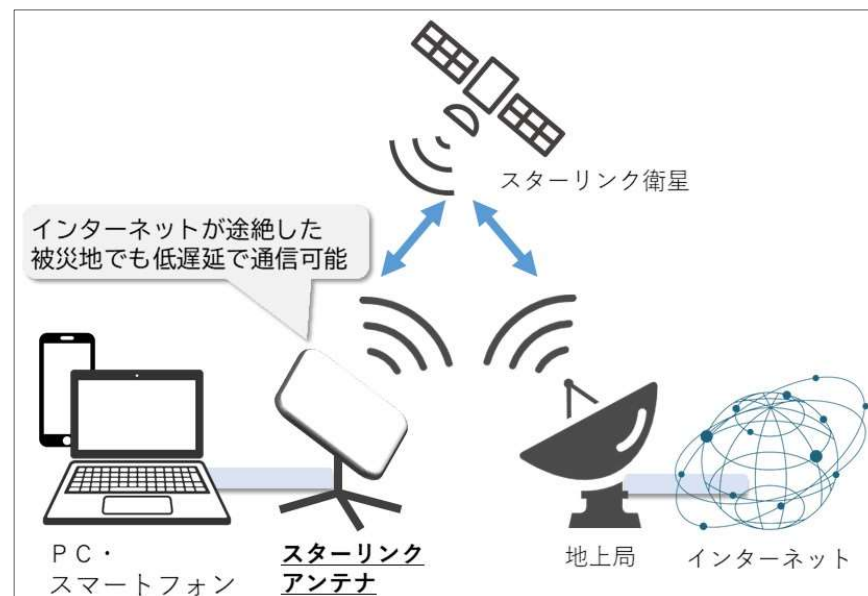 スターリンク衛星
インターネットが途絶した
被災地でも低遅延で通信可能
ＰＣ・
スマートフォン
スターリンク
アンテナ
地上局
インターネット